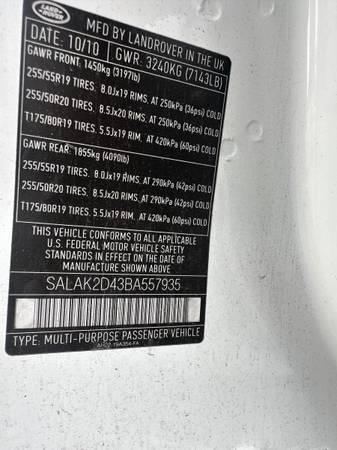 LAND-
ROVER
MFD BY LANDROVER IN THE UK
DATE: 10/10 GWR: 3240KG (7143LB)
GAWR FRONT: 1450kg (3197lb)
255/55R19 TIRES. 8.0Jx19 RIMS. AT 250kPA (36psi) COLD
255/50R20 TIRES. 8.5Jx20 RIMS. AT 250kPA (36psi) COLD
T175/80R19 TIRES. 5.5Jx19 RIM. AT 420kPA (60psi) COLD
GAWR REAR: 1855kg (4090lb)
255/55R19 TIRES. 8.0Jx19 RIMS. AT 290kPA (42psi) COLD
255/50R20 TIRES. 8.5Jx20 RIMS. AT 290kPA (42psi) COLD
T175/80R19 TIRES. 5.5Jx19 RIM. AT 420kPA (60psi) COLD
THIS VEHICLE CONFORMS TO ALL APPLICABLE
U.S. FEDERAL MOTOR VEHICLE SAFETY
STANDARDS IN EFFECT ON THE DATE OF
MANUFACTURE SHOWN ABOVE
SALAK2D43BA557935
TYPE: MULTI-PURPOSE PASSENGER VEHICLE
AH22-19A354-FA